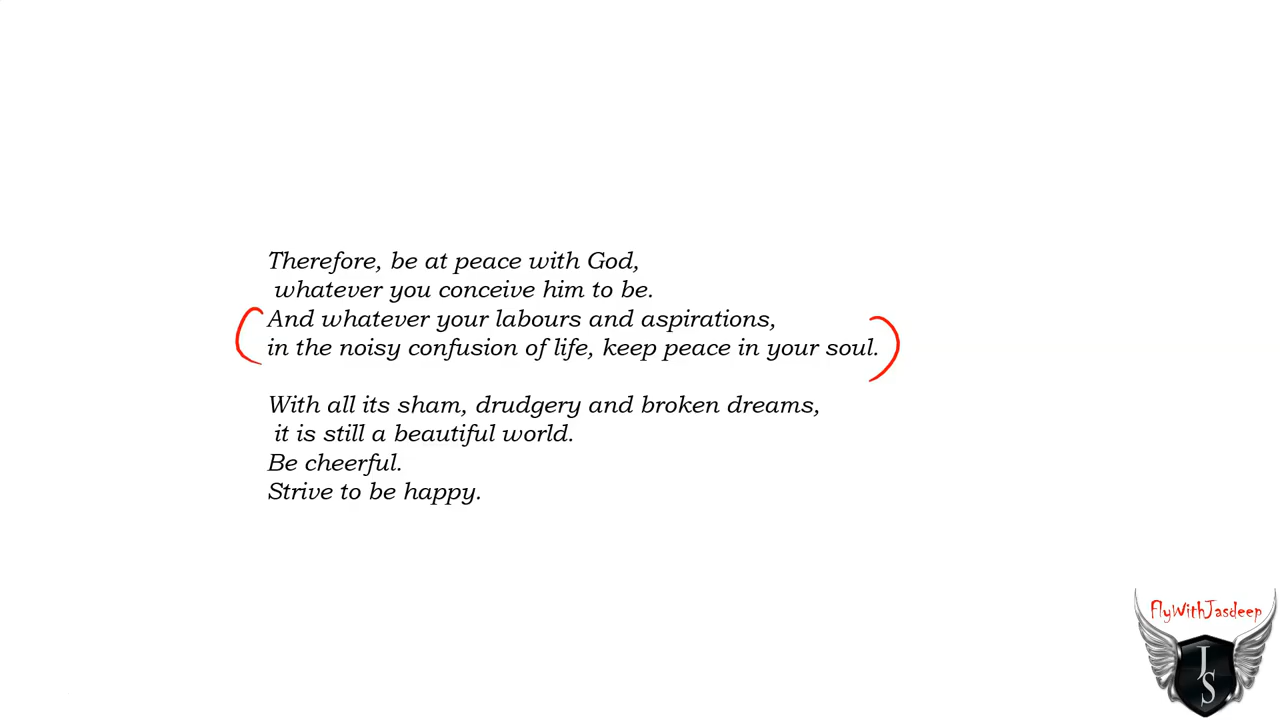 Therefore, be at peace with God,
whatever you conceive him to be.
And whatever your labours and aspirations,
in the noisy confusion of life, keep peace in your soul.
With all its sham, drudgery and broken dreams,
it is still a beautiful world.
Be cheerful.
Strive to be happy.
FlyWithJasdeep
JS